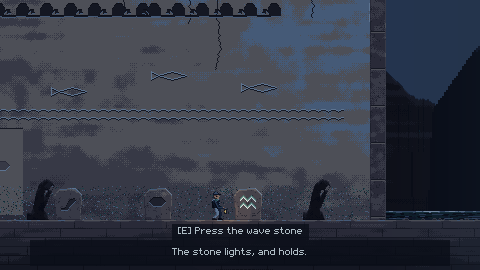 [E] Press the wave stone
The stone lights, and holds.